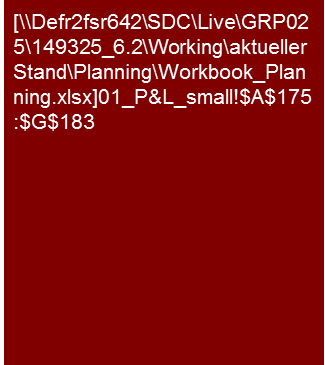 [\\Defr2fsr642\SDC\Live\GRP02
5\149325_6.2\Working\aktueller
Stand\Planning\Workbook_Plan
ning.xlsx]01_P&L_small!$A$175
:$G$183